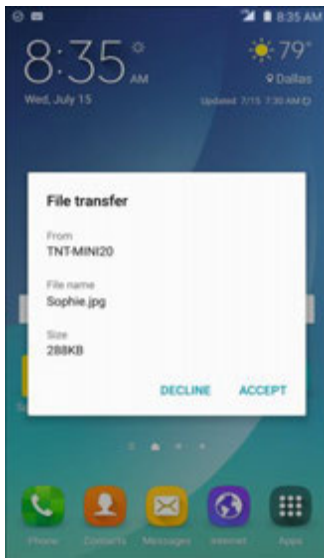 8:35 AM
8:35 AM
79°
Dallas
Wed, July 15
Updated 7/15 7:30 AM
File transfer
From
TNT-MINI20
File name
Sophie.jpg
Size
288KB
DECLINE ACCEPT
Phone Contacts Messages Internet Apps